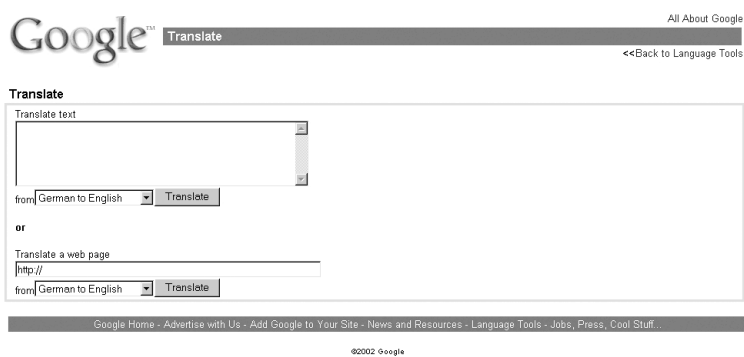 All About Google
Google™ Translate
<<Back to Language Tools
Translate
Translate text
from German to English Translate
or
Translate a web page
http://
from German to English Translate
Google Home - Advertise with Us - Add Google to Your Site - News and Resources - Language Tools - Jobs, Press, Cool Stuff...
©2002 Google